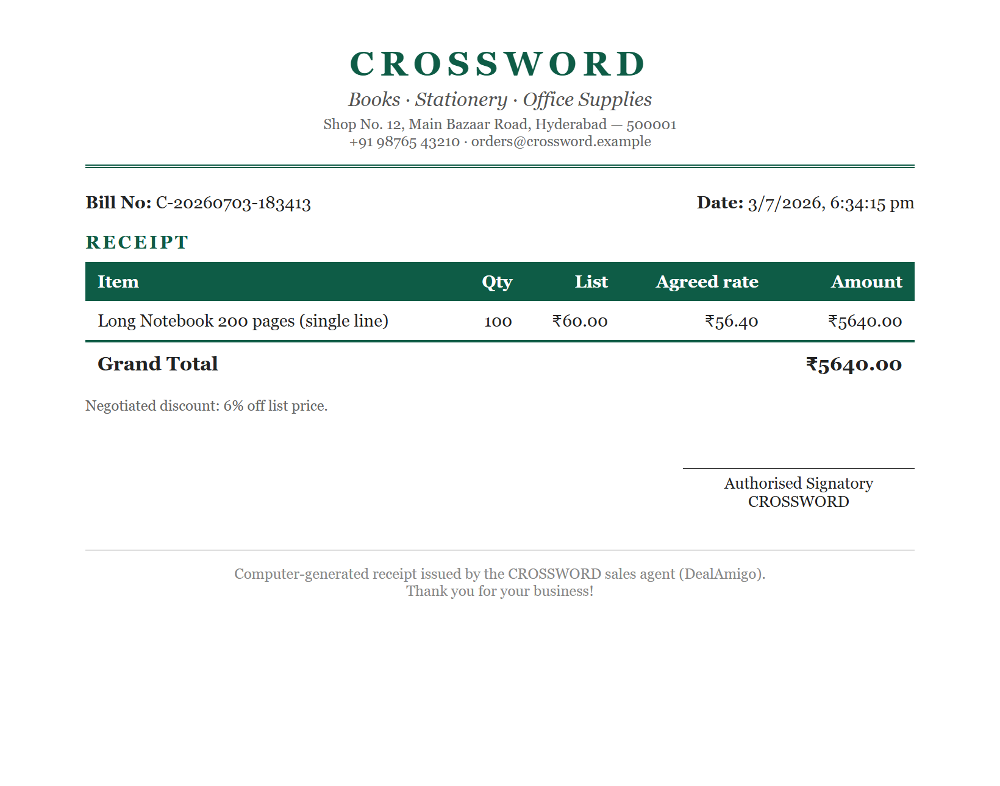 CROSSWORD
Books · Stationery · Office Supplies
Shop No. 12, Main Bazaar Road, Hyderabad — 500001
+91 98765 43210 · orders@crossword.example
Bill No: C-20260703-183413 Date: 3/7/2026, 6:34:15 pm
RECEIPT
Item Qty List Agreed rate Amount
Long Notebook 200 pages (single line) 100 ₹60.00 ₹56.40 ₹5640.00
Grand Total ₹5640.00
Negotiated discount: 6% off list price.
Authorised Signatory
CROSSWORD
Computer-generated receipt issued by the CROSSWORD sales agent (DealAmigo).
Thank you for your business!